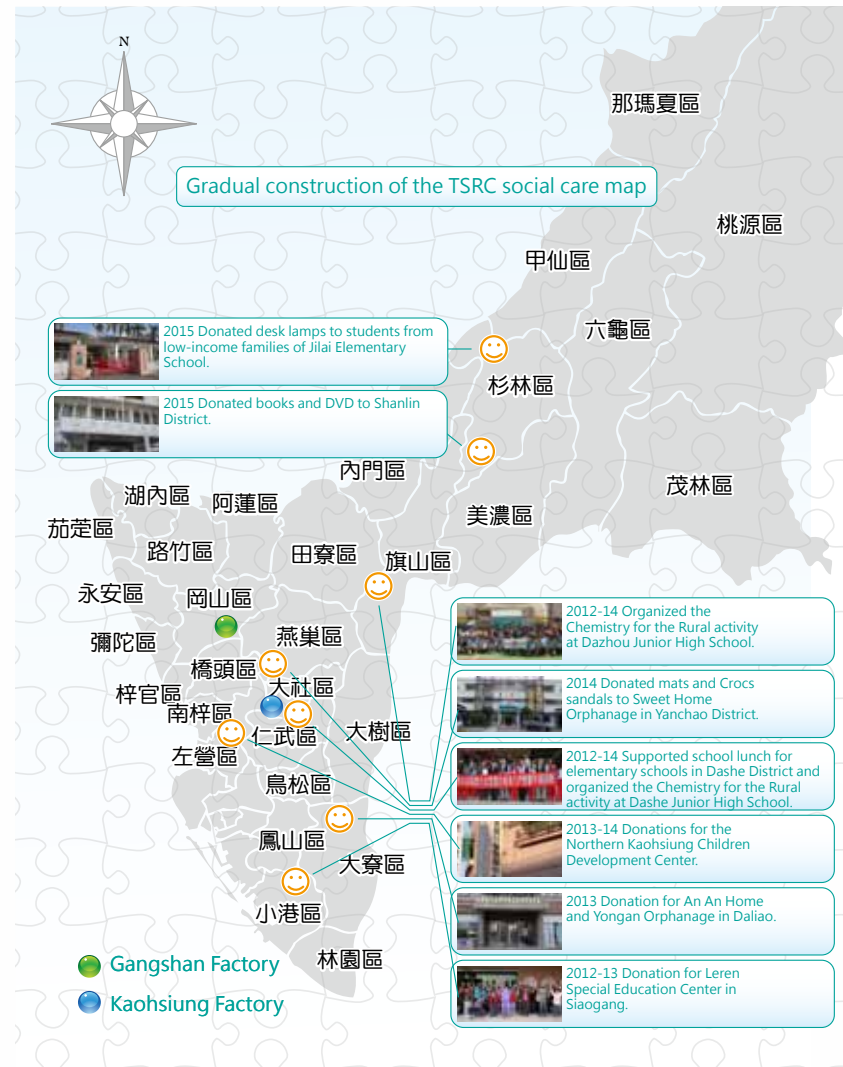 N
那瑪夏區
Gradual construction of the TSRC social care map
桃源區
甲仙區
六龜區
2015 Donated desk lamps to students from
low-income families of Jilai Elementary
School.
杉林區
2015 Donated books and DVD to Shanlin
District.
內門區
茂林區
湖內區
阿蓮區
美濃區
茄萣區
路竹區
田寮區
旗山區
永安區
岡山區
2012-14 Organized the
Chemistry for the Rural activity
at Dazhou Junior High School.
燕巢區
彌陀區
橋頭區
大社區
2014 Donated mats and Crocs
sandals to Sweet Home
Orphanage in Yanchao District.
梓官區
南梓區
仁武區
大樹區
左營區
2012-14 Supported school lunch for
elementary schools in Dashe District and
organized the Chemistry for the Rural
activity at Dashe Junior High School.
鳥松區
2013-14 Donations for the
Northern Kaohsiung Children
Development Center.
鳳山區
大寮區
2013 Donation for An An Home
and Yongan Orphanage in Daliao.
小港區
林園區
Gangshan Factory
2012-13 Donation for Leren
Special Education Center in
Siaogang.
Kaohsiung Factory